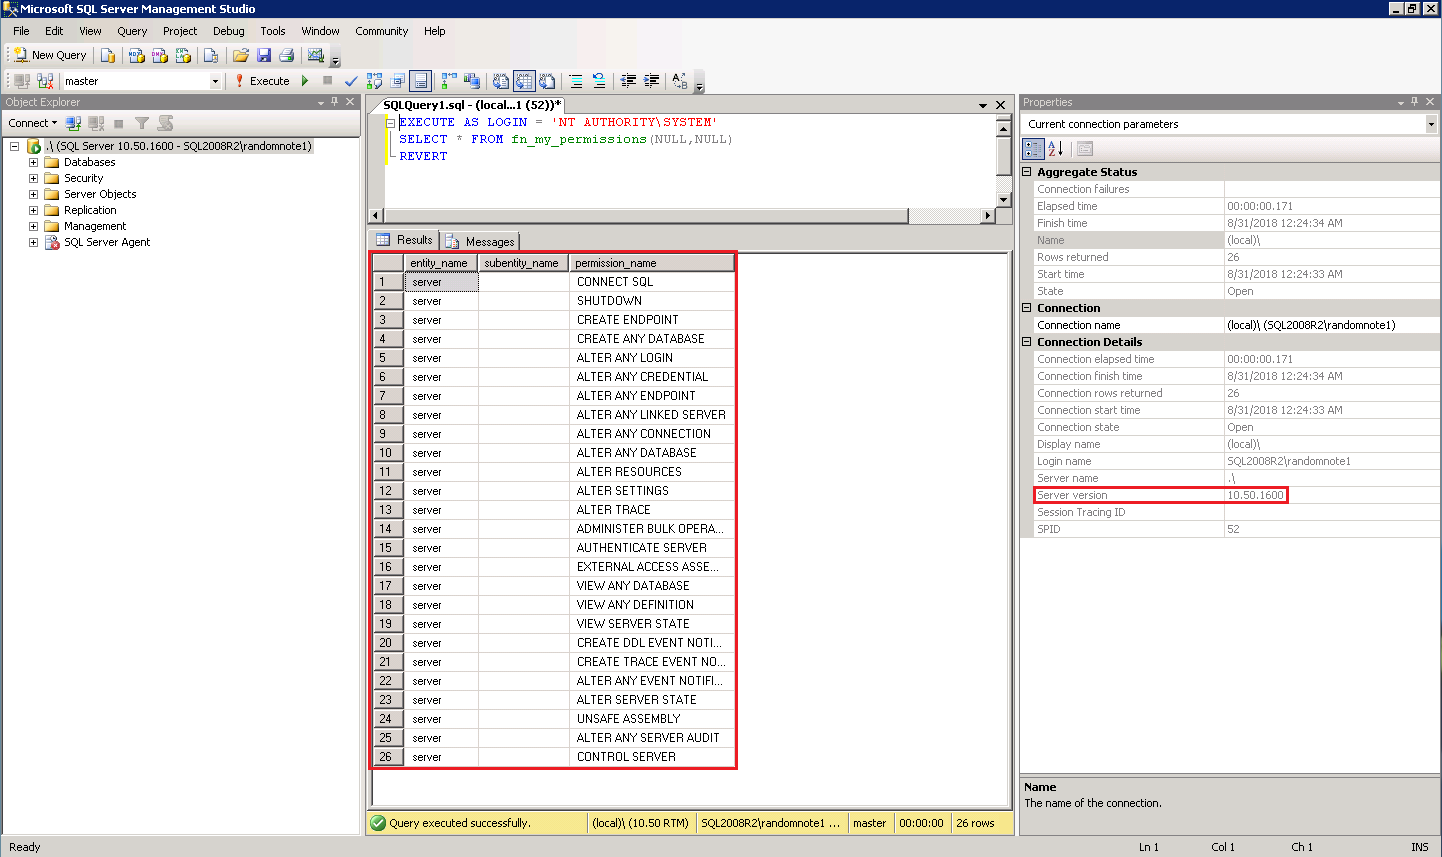 Microsoft SQL Server Management Studio
File Edit View Query Project Debug Tools Window Community Help
New Query
master Execute
Object Explorer
Connect
.\ (SQL Server 10.50.1600 - SQL2008R2\randomnote1)
Databases
Security
Server Objects
Replication
Management
SQL Server Agent
SQLQuery1.sql - (local...1 (52))*
EXECUTE AS LOGIN = 'NT AUTHORITY\SYSTEM'
SELECT * FROM fn_my_permissions(NULL,NULL)
REVERT
Results Messages
entity_name subentity_name permission_name
1 server CONNECT SQL
2 server SHUTDOWN
3 server CREATE ENDPOINT
4 server CREATE ANY DATABASE
5 server ALTER ANY LOGIN
6 server ALTER ANY CREDENTIAL
7 server ALTER ANY ENDPOINT
8 server ALTER ANY LINKED SERVER
9 server ALTER ANY CONNECTION
10 server ALTER ANY DATABASE
11 server ALTER RESOURCES
12 server ALTER SETTINGS
13 server ALTER TRACE
14 server ADMINISTER BULK OPERA...
15 server AUTHENTICATE SERVER
16 server EXTERNAL ACCESS ASSE...
17 server VIEW ANY DATABASE
18 server VIEW ANY DEFINITION
19 server VIEW SERVER STATE
20 server CREATE DDL EVENT NOTI...
21 server CREATE TRACE EVENT NO...
22 server ALTER ANY EVENT NOTIFI...
23 server ALTER SERVER STATE
24 server UNSAFE ASSEMBLY
25 server ALTER ANY SERVER AUDIT
26 server CONTROL SERVER
Query executed successfully. (local)\ (10.50 RTM) SQL2008R2\randomnote1 ... master 00:00:00 26 rows
Properties
Current connection parameters
Aggregate Status
Connection failures
Elapsed time 00:00:00.171
Finish time 8/31/2018 12:24:34 AM
Name (local)\
Rows returned 26
Start time 8/31/2018 12:24:33 AM
State Open
Connection
Connection name (local)\ (SQL2008R2\randomnote1)
Connection Details
Connection elapsed time 00:00:00.171
Connection finish time 8/31/2018 12:24:34 AM
Connection rows returned 26
Connection start time 8/31/2018 12:24:33 AM
Connection state Open
Display name (local)\
Login name SQL2008R2\randomnote1
Server name .\
Server version 10.50.1600
Session Tracing ID
SPID 52
Name
The name of the connection.
Ready Ln 1 Col 1 Ch 1 INS